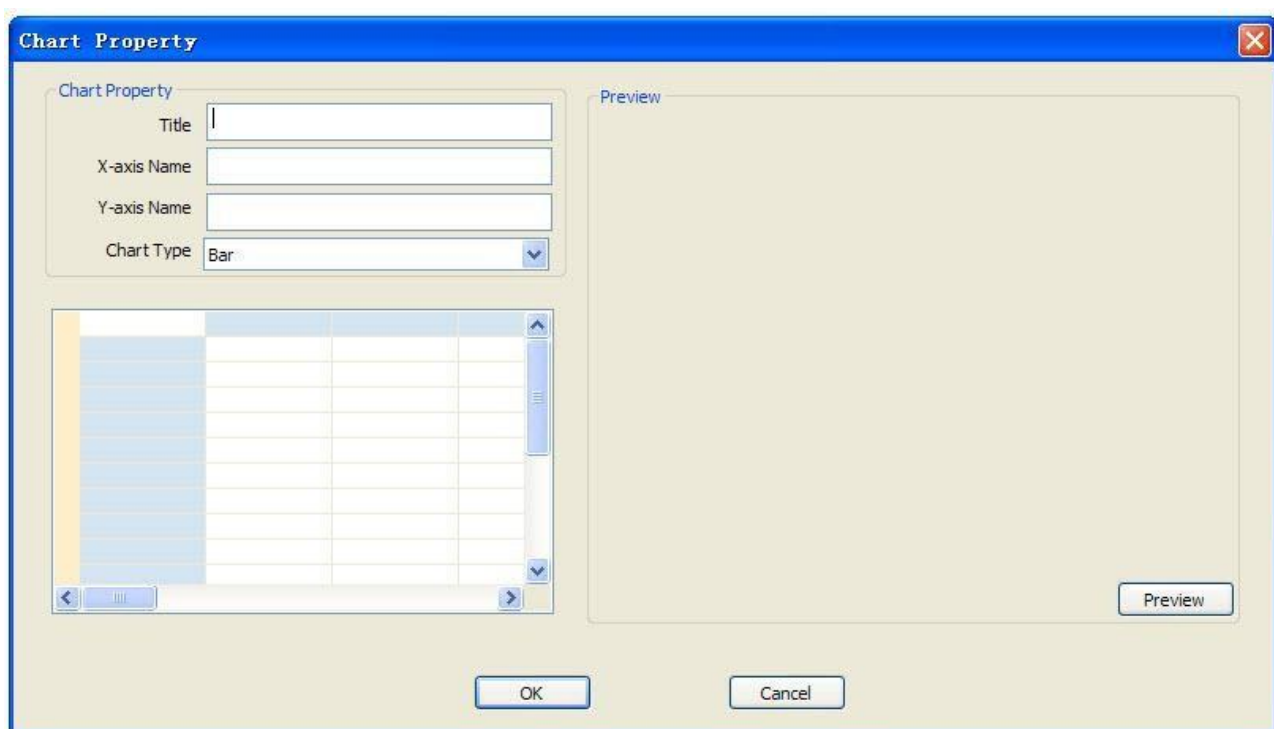 Chart Property
Chart Property
Title
X-axis Name
Y-axis Name
Chart Type
Bar
Preview
Preview
OK
Cancel